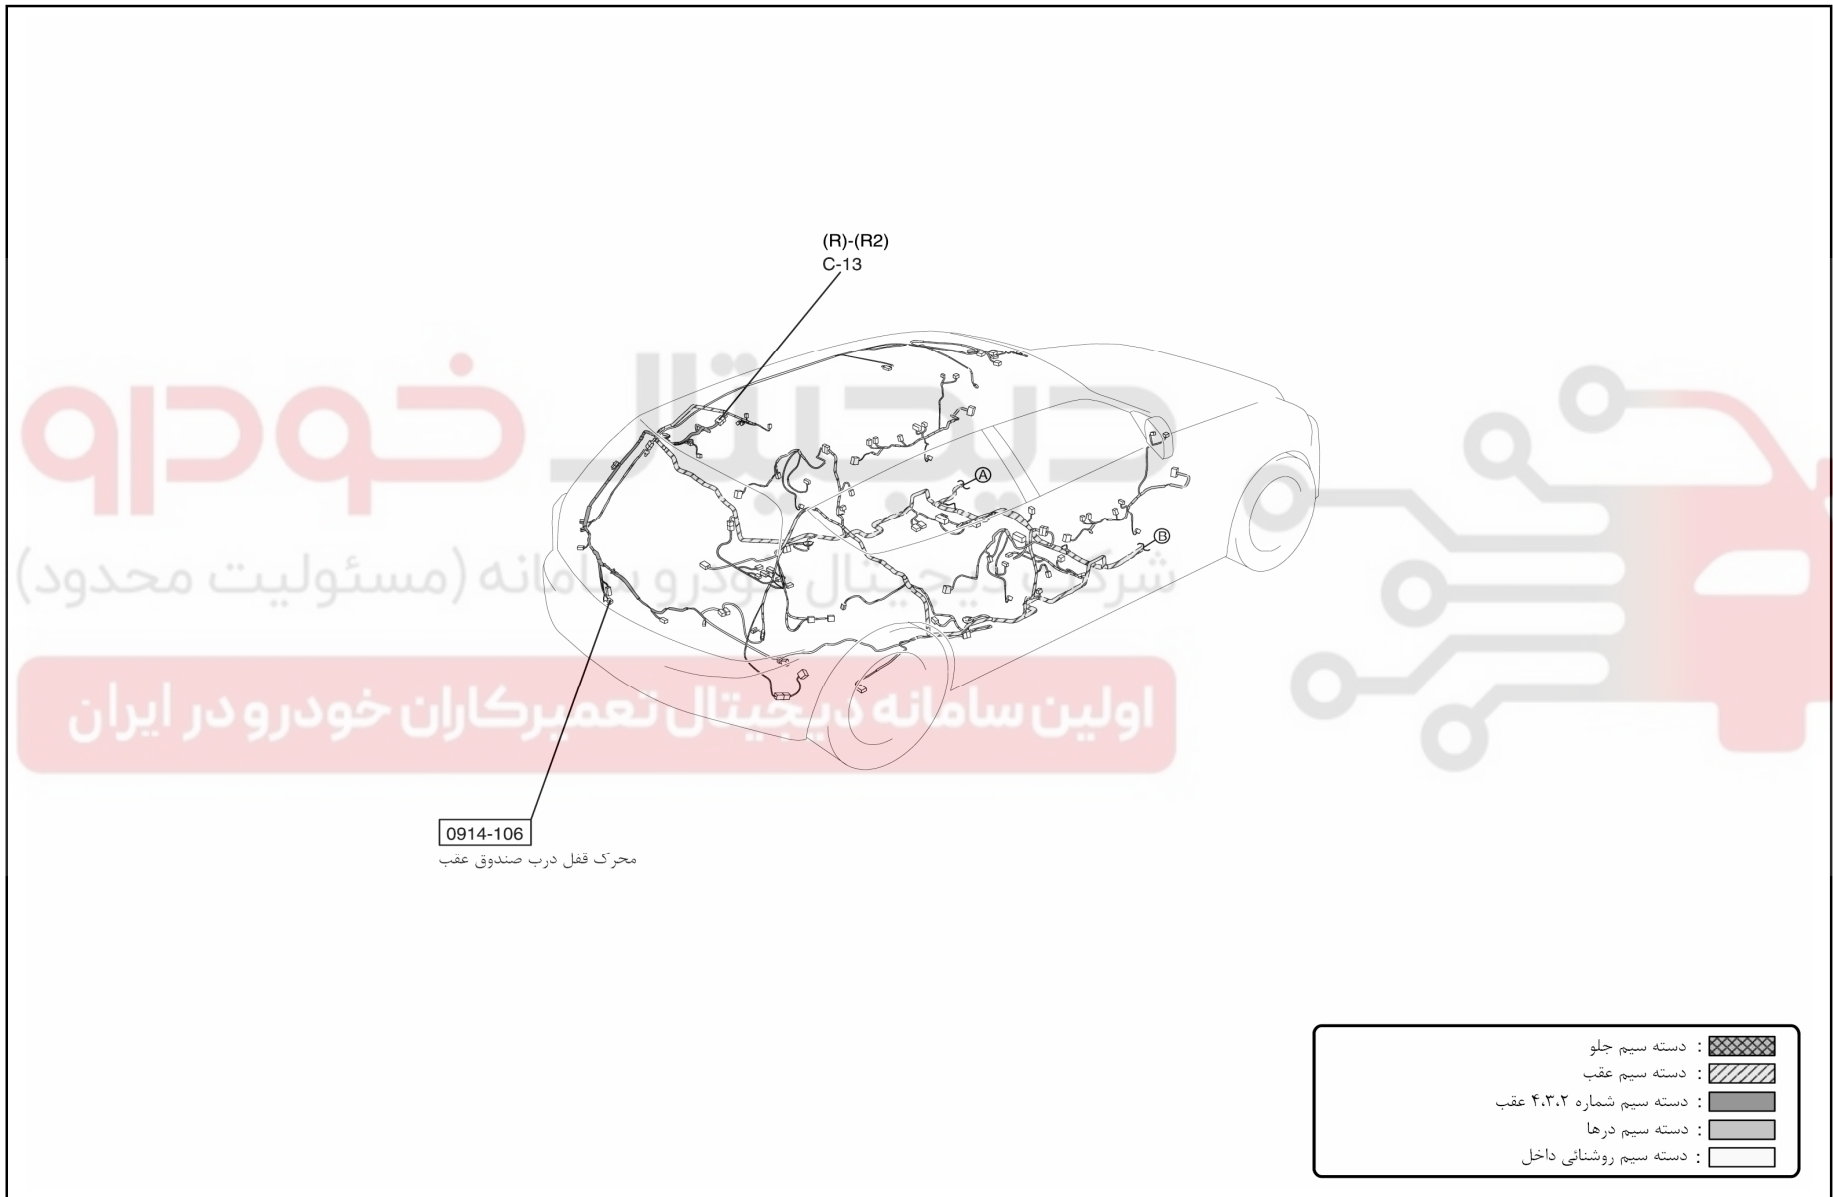 (R)-(R2)
C-13
A
B
دیجیتال خودرو
شرکت دیجیتال خودرو سامانه (مسئولیت محدود)
اولین سامانه دیجیتال تعمیرکاران خودرو در ایران
0914-106
محرک قفل درب صندوق عقب
دسته سیم جلو :
دسته سیم عقب :
دسته سیم شماره ۴،۳،۲ عقب :
دسته سیم درها :
دسته سیم روشنائی داخل :